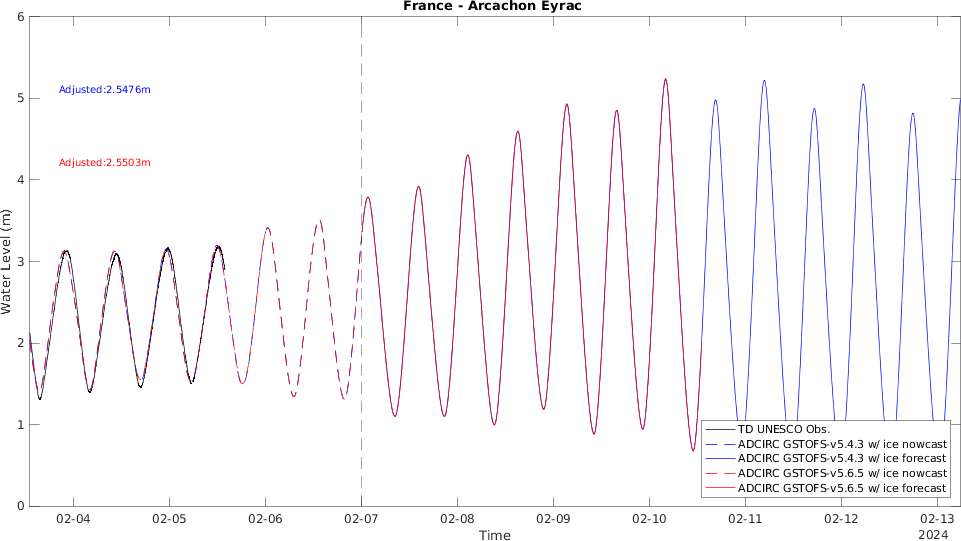 France - Arcachon Eyrac
Water Level (m)
6
5
4
3
2
1
0
Adjusted:2.5476m
Adjusted:2.5503m
TD UNESCO Obs.
ADCIRC GSTOFS-v5.4.3 w/ ice nowcast
ADCIRC GSTOFS-v5.4.3 w/ ice forecast
ADCIRC GSTOFS-v5.6.5 w/ ice nowcast
ADCIRC GSTOFS-v5.6.5 w/ ice forecast
02-04 02-05 02-06 02-07 02-08 02-09 02-10 02-11 02-12 02-13
Time
2024